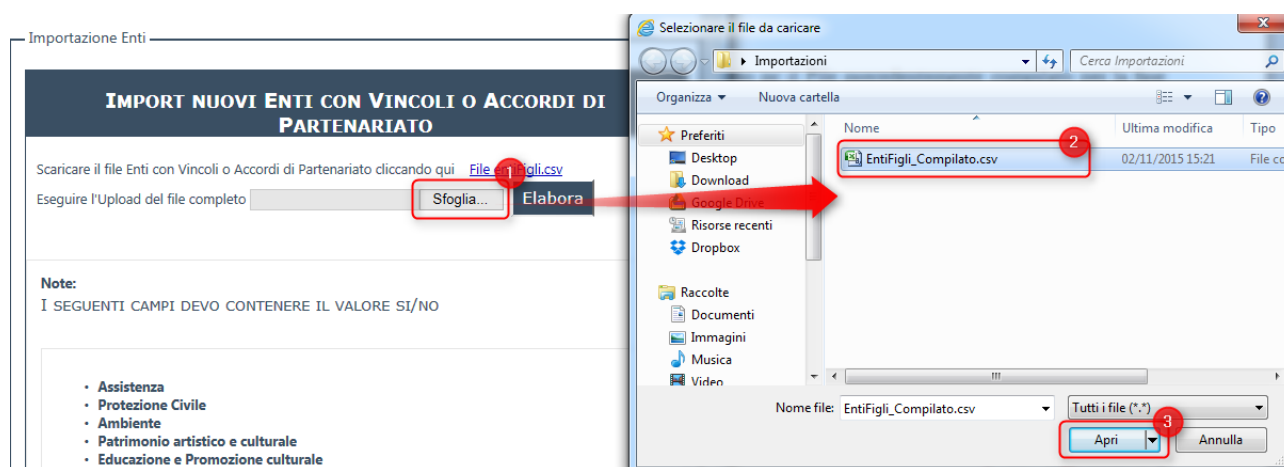 Importazione Enti
IMPORT NUOVI ENTI CON VINCOLI O ACCORDI DI
PARTENARIATO
Scaricare il file Enti con Vincoli o Accordi di Partenariato cliccando qui File entiFigli.csv
1
Eseguire l'Upload del file completo Sfoglia... Elabora
Note:
I SEGUENTI CAMPI DEVO CONTENERE IL VALORE SI/NO
• Assistenza
• Protezione Civile
• Ambiente
• Patrimonio artistico e culturale
• Educazione e Promozione culturale
Selezionare il file da caricare
Importazioni Cerca Importazioni
Organizza Nuova cartella
Preferiti
Desktop
Download
Google Drive
Risorse recenti
Dropbox
Raccolte
Documenti
Immagini
Musica
Video
Nome Ultima modifica Tipo
2
EntiFigli_Compilato.csv 02/11/2015 15:21 File co
Nome file: EntiFigli_Compilato.csv Tutti i file (*.*)
3
Apri Annulla